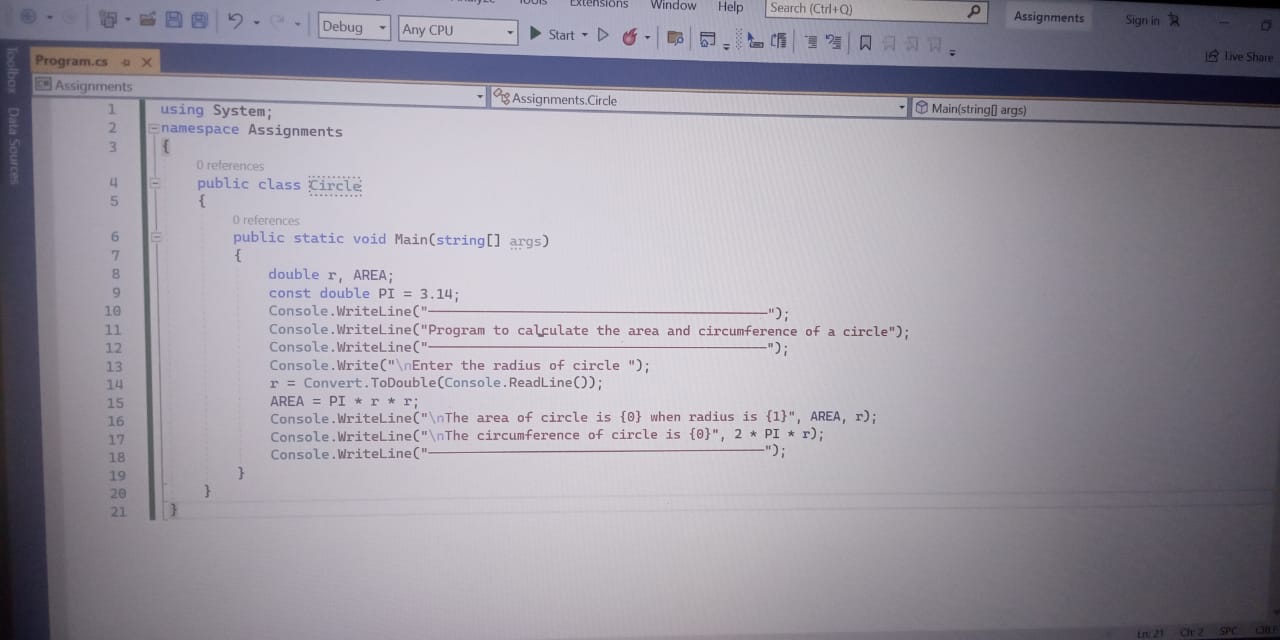 Tools Extensions Window Help Search (Ctrl+Q) Assignments Sign in
Debug Any CPU Start
Live Share
Toolbox
Data Sources
Program.cs
Assignments Assignments.Circle Main(string[] args)
1 using System;
2 namespace Assignments
3 {
0 references
4 public class Circle
5 {
0 references
6 public static void Main(string[] args)
7 {
8 double r, AREA;
9 const double PI = 3.14;
10 Console.WriteLine("————————————————————————————————————————");
11 Console.WriteLine("Program to calculate the area and circumference of a circle");
12 Console.WriteLine("————————————————————————————————————————");
13 Console.Write("\nEnter the radius of circle ");
14 r = Convert.ToDouble(Console.ReadLine());
15 AREA = PI * r * r;
16 Console.WriteLine("\nThe area of circle is {0} when radius is {1}", AREA, r);
17 Console.WriteLine("\nThe circumference of circle is {0}", 2 * PI * r);
18 Console.WriteLine("————————————————————————————————————————");
19 }
20 }
21 }
Ln: 21 Ch: 2 SPC CRLF